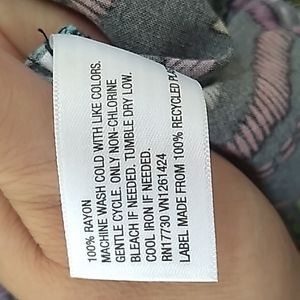 100% RAYON
MACHINE WASH COLD WITH LIKE COLORS.
GENTLE CYCLE. ONLY NON-CHLORINE
BLEACH IF NEEDED. TUMBLE DRY LOW.
COOL IRON IF NEEDED.
RN17730 VN1261424
LABEL MADE FROM 100% RECYCLED